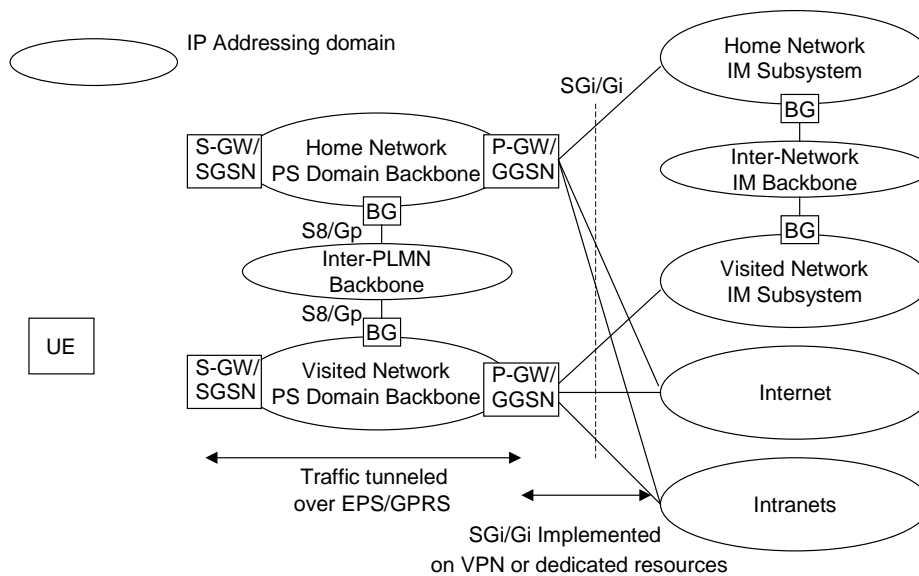 IP Addressing domain
Home Network
IM Subsystem
SGi/Gi
BG
S-GW/
SGSN
Home Network
PS Domain Backbone
P-GW/
GGSN
Inter-Network
IM Backbone
BG
S8/Gp
BG
Inter-PLMN
Backbone
Visited Network
IM Subsystem
S8/Gp
BG
UE
S-GW/
SGSN
Visited Network
PS Domain Backbone
P-GW/
GGSN
Internet
Traffic tunneled
over EPS/GPRS
Intranets
SGi/Gi Implemented
on VPN or dedicated resources